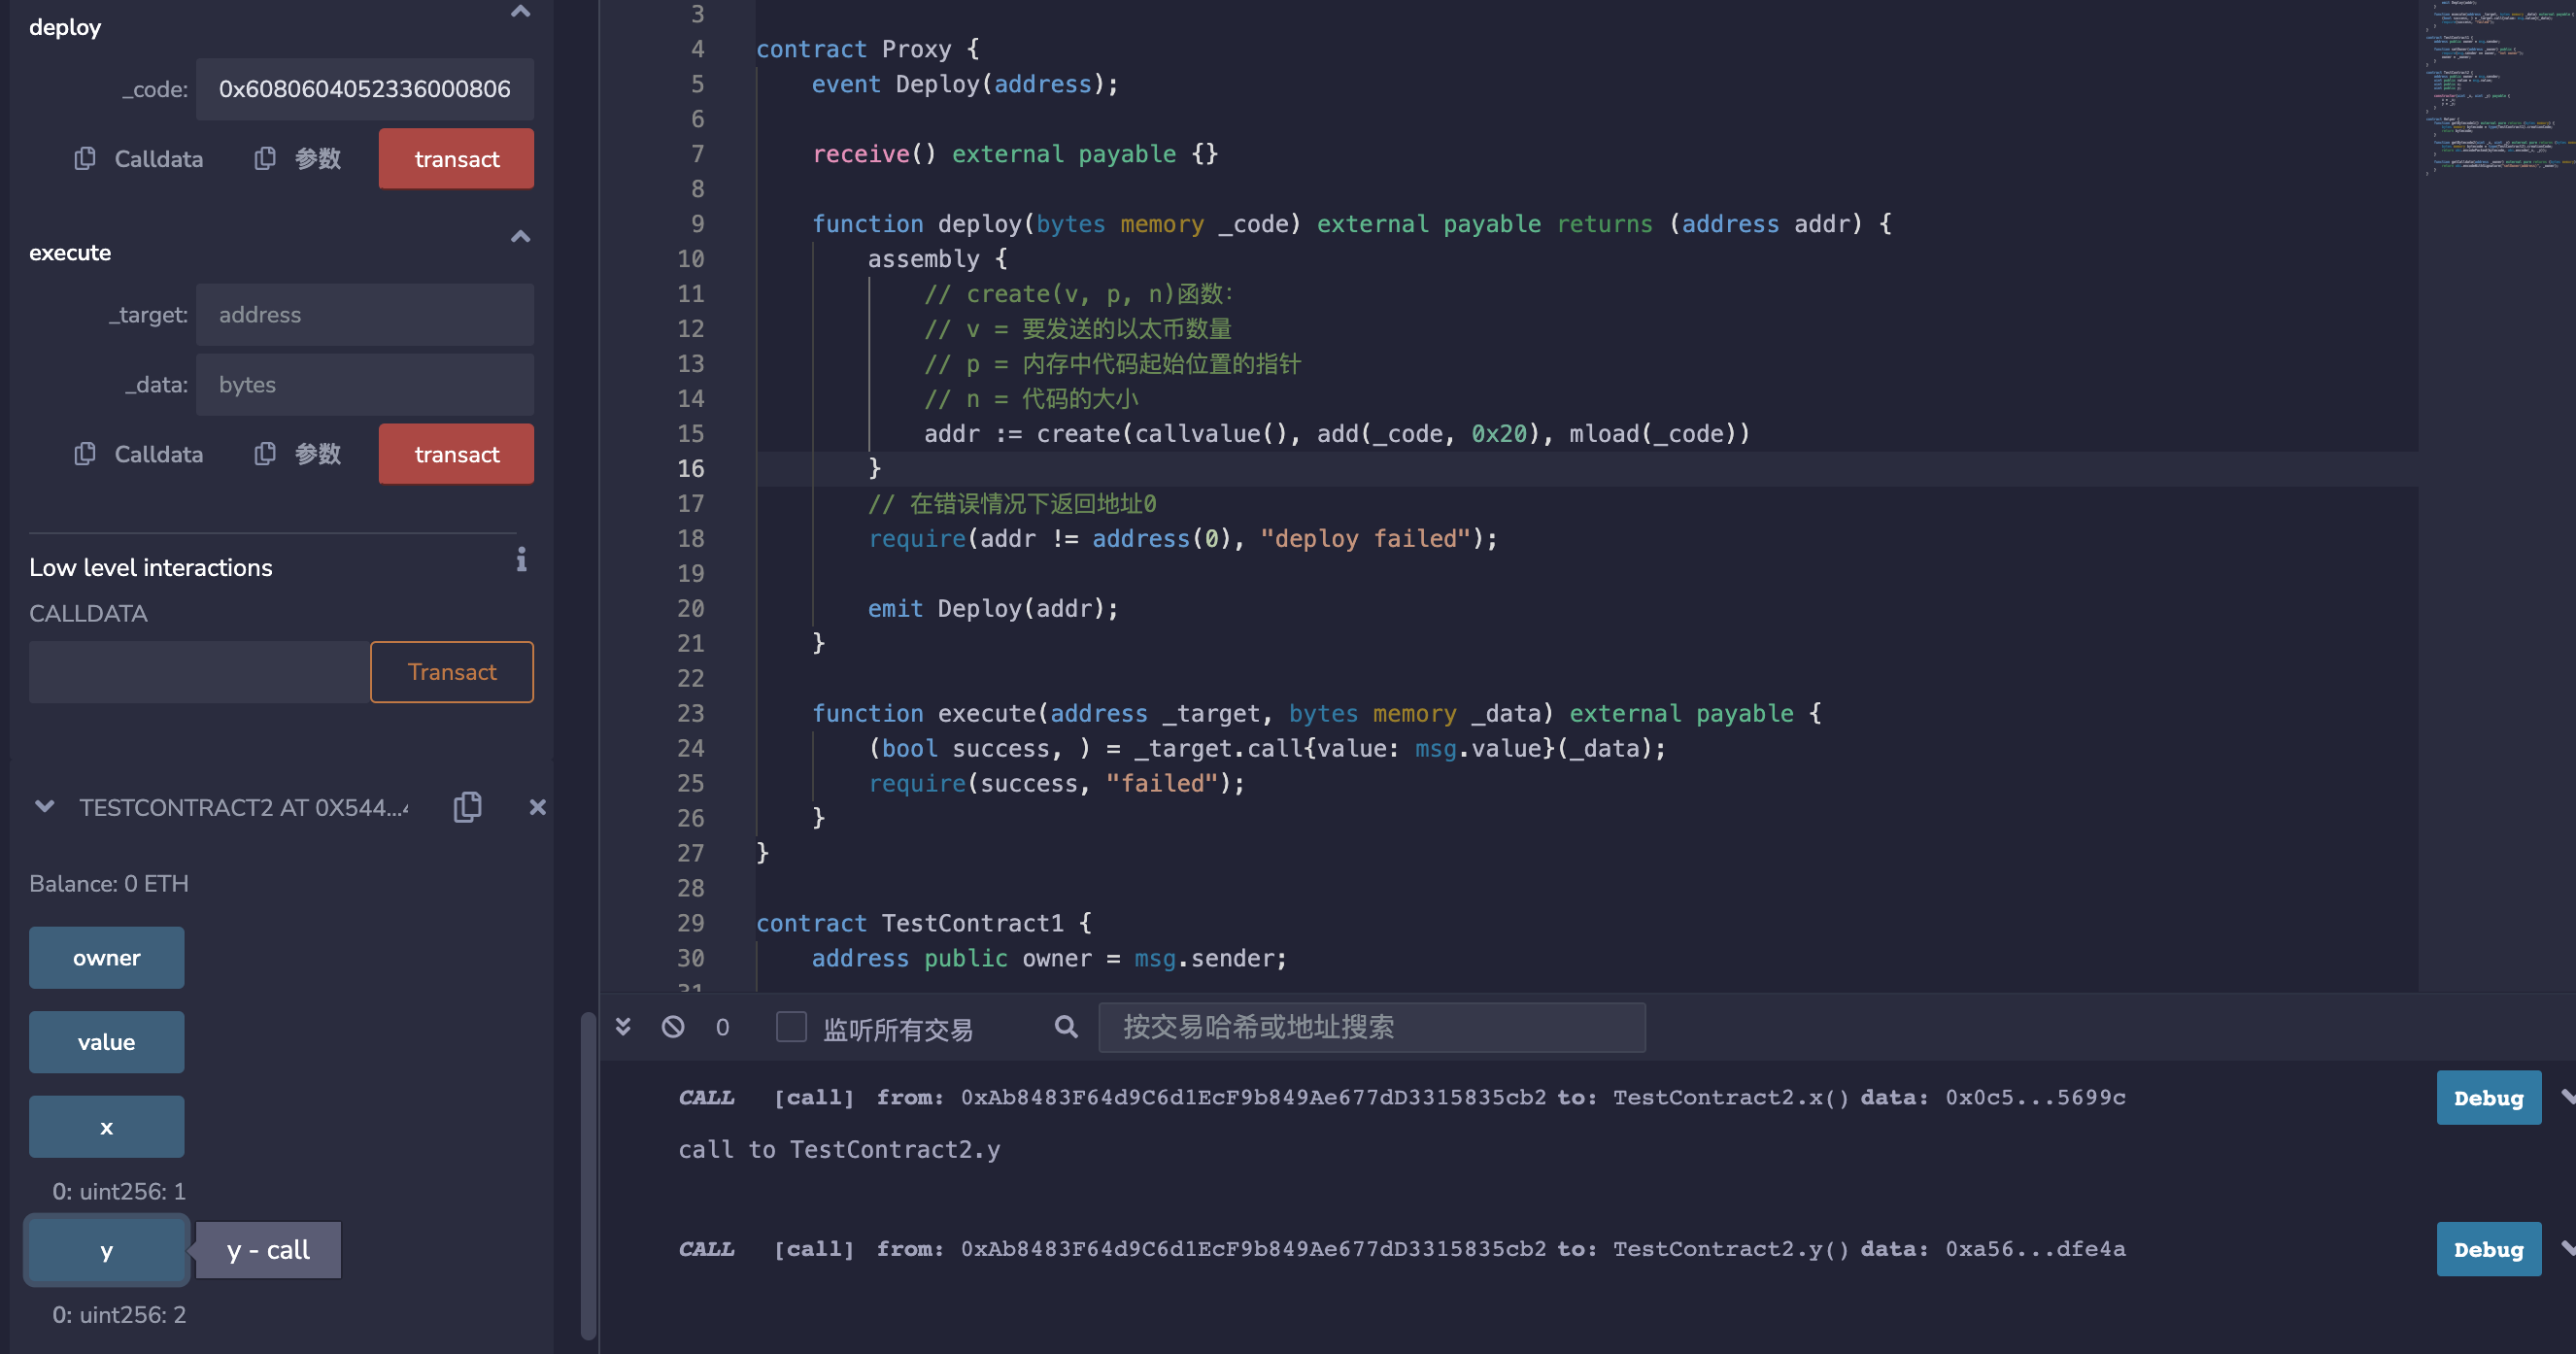 deploy
_code: 0x6080604052336000806
Calldata 参数 transact
execute
_target: address
_data: bytes
Calldata 参数 transact
Low level interactions
CALLDATA
Transact
TESTCONTRACT2 AT 0X544...
Balance: 0 ETH
owner
value
x
0: uint256: 1
y
y - call
0: uint256: 2
3
4 contract Proxy {
5 event Deploy(address);
6
7 receive() external payable {}
8
9 function deploy(bytes memory _code) external payable returns (address addr) {
10 assembly {
11 // create(v, p, n)函数：
12 // v = 要发送的以太币数量
13 // p = 内存中代码起始位置的指针
14 // n = 代码的大小
15 addr := create(callvalue(), add(_code, 0x20), mload(_code))
16 }
17 // 在错误情况下返回地址0
18 require(addr != address(0), "deploy failed");
19
20 emit Deploy(addr);
21 }
22
23 function execute(address _target, bytes memory _data) external payable {
24 (bool success, ) = _target.call{value: msg.value}(_data);
25 require(success, "failed");
26 }
27 }
28
29 contract TestContract1 {
30 address public owner = msg.sender;
31
0 监听所有交易 按交易哈希或地址搜索
CALL [call] from: 0xAb8483F64d9C6d1EcF9b849Ae677dD3315835cb2 to: TestContract2.x() data: 0x0c5...5699c Debug
call to TestContract2.y
CALL [call] from: 0xAb8483F64d9C6d1EcF9b849Ae677dD3315835cb2 to: TestContract2.y() data: 0xa56...dfe4a Debug